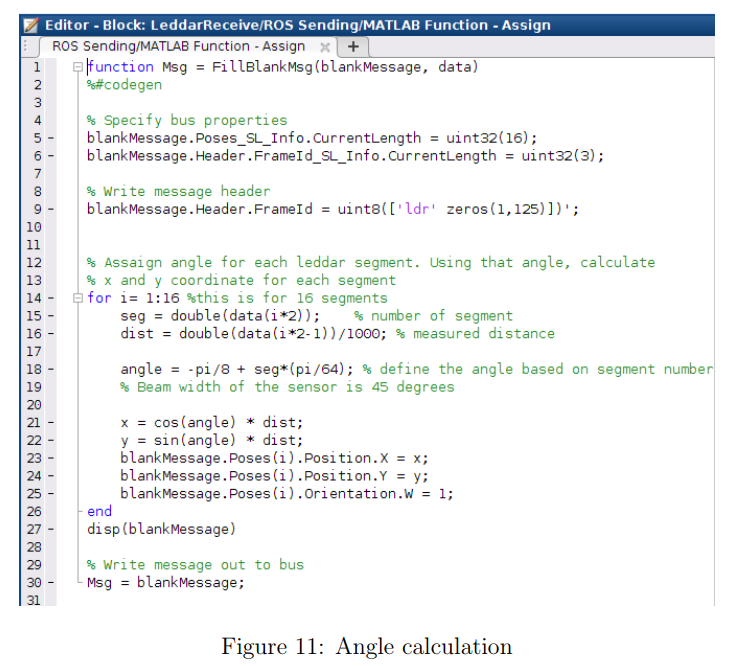 Editor - Block: LeddarReceive/ROS Sending/MATLAB Function - Assign
ROS Sending/MATLAB Function - Assign × +
1 function Msg = FillBlankMsg(blankMessage, data)
2 %#codegen
3
4 % Specify bus properties
5 - blankMessage.Poses_SL_Info.CurrentLength = uint32(16);
6 - blankMessage.Header.FrameId_SL_Info.CurrentLength = uint32(3);
7
8 % Write message header
9 - blankMessage.Header.FrameId = uint8(['ldr' zeros(1,125)])';
10
11
12 % Assaign angle for each leddar segment. Using that angle, calculate
13 % x and y coordinate for each segment
14 - for i= 1:16 %this is for 16 segments
15 - seg = double(data(i*2)); % number of segment
16 - dist = double(data(i*2-1))/1000; % measured distance
17
18 - angle = -pi/8 + seg*(pi/64); % define the angle based on segment number
19 % Beam width of the sensor is 45 degrees
20
21 - x = cos(angle) * dist;
22 - y = sin(angle) * dist;
23 - blankMessage.Poses(i).Position.X = x;
24 - blankMessage.Poses(i).Position.Y = y;
25 - blankMessage.Poses(i).Orientation.W = 1;
26 end
27 - disp(blankMessage)
28
29 % Write message out to bus
30 - Msg = blankMessage;
31
Figure 11: Angle calculation